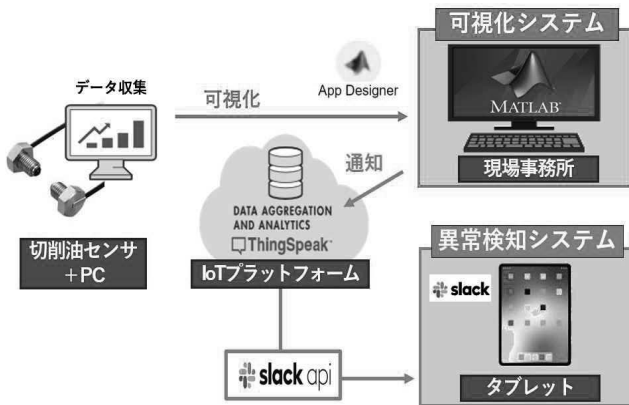 データ収集
切削油センサ
+PC
可視化
App Designer
通知
DATA AGGREGATION
AND ANALYTICS
ThingSpeak™
IoTプラットフォーム
slack api
可視化システム
MATLAB®
現場事務所
異常検知システム
slack
タブレット